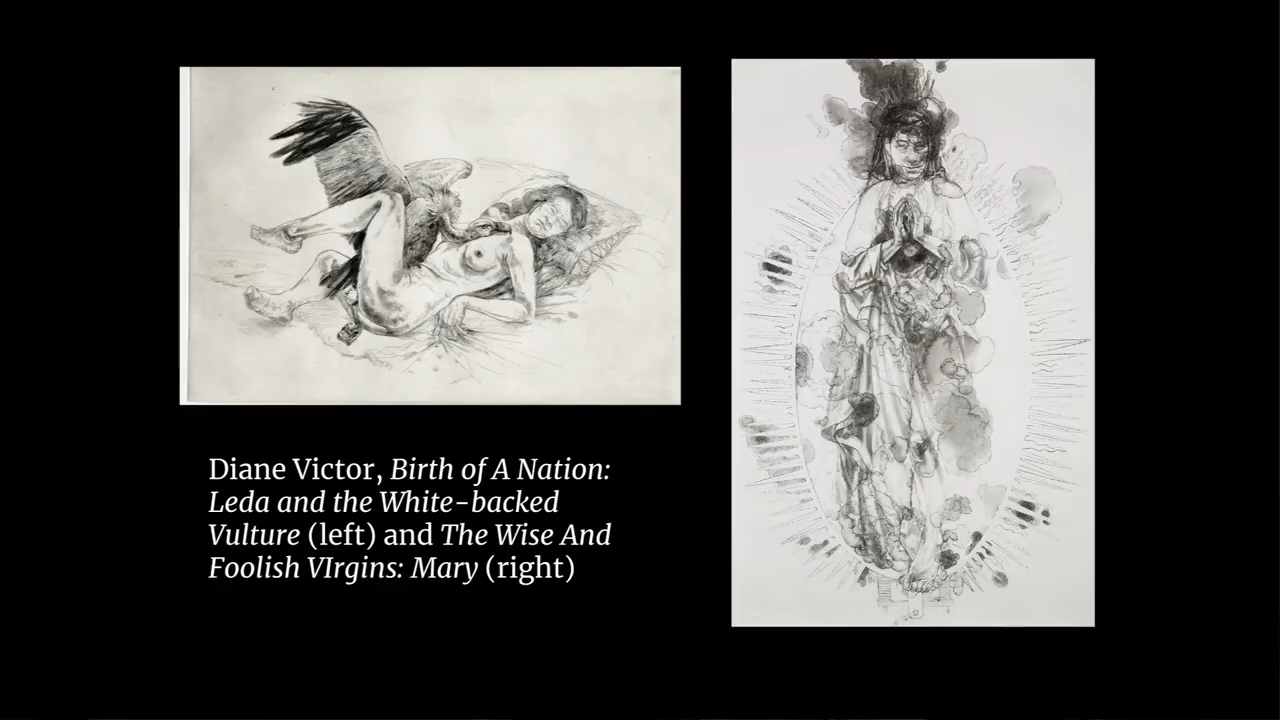 Diane Victor, Birth of A Nation:
Leda and the White-backed
Vulture (left) and The Wise And
Foolish VIrgins: Mary (right)